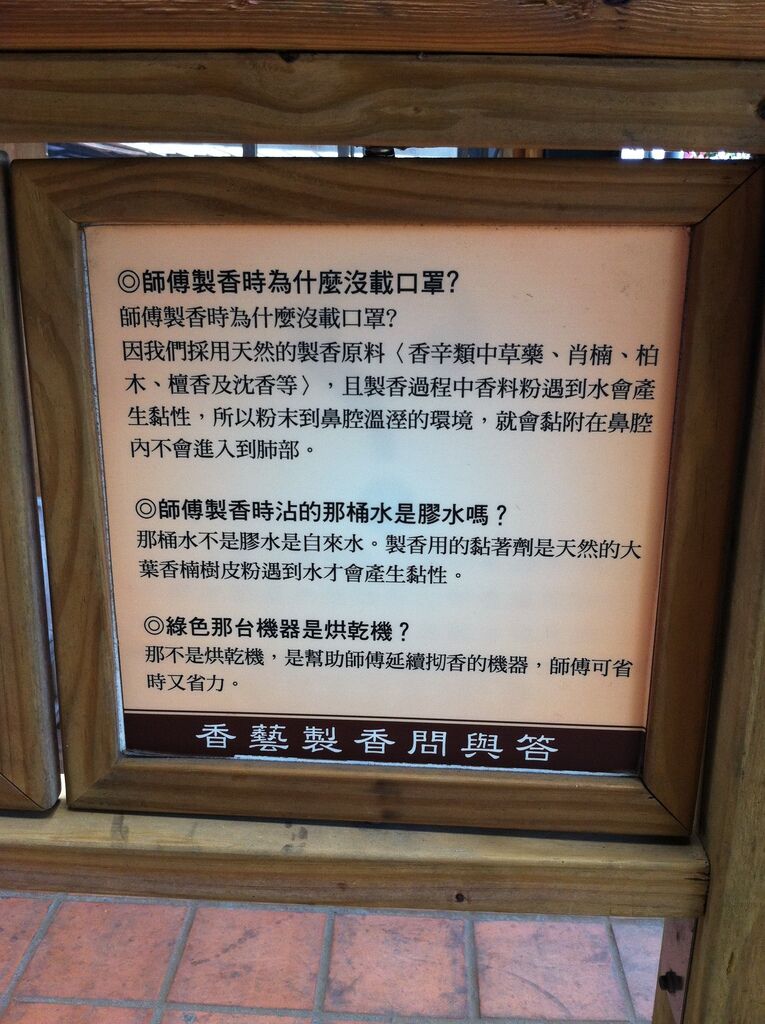 ◎師傅製香時為什麼沒載口罩?
師傅製香時為什麼沒載口罩?
因我們採用天然的製香原料〈香辛類中草藥、肖楠、柏
木、檀香及沈香等〉，且製香過程中香料粉遇到水會產
生黏性，所以粉末到鼻腔溫溼的環境，就會黏附在鼻腔
內不會進入到肺部。
◎師傅製香時沾的那桶水是膠水嗎？
那桶水不是膠水是自來水。製香用的黏著劑是天然的大
葉香楠樹皮粉遇到水才會產生黏性。
◎綠色那台機器是烘乾機？
那不是烘乾機，是幫助師傅延續抝香的機器，師傅可省
時又省力。
香藝製香問與答